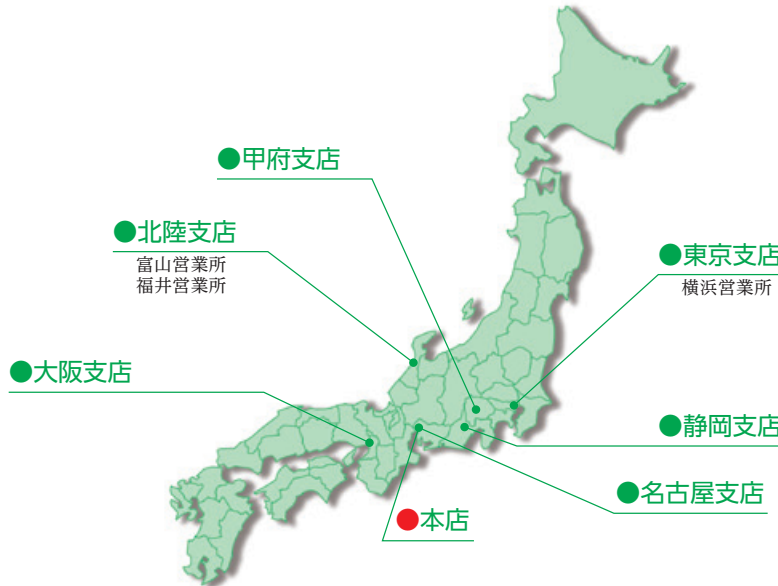 ●甲府支店
●北陸支店
富山営業所
福井営業所
●東京支店
横浜営業所
●大阪支店
●静岡支店
●名古屋支店
●本店